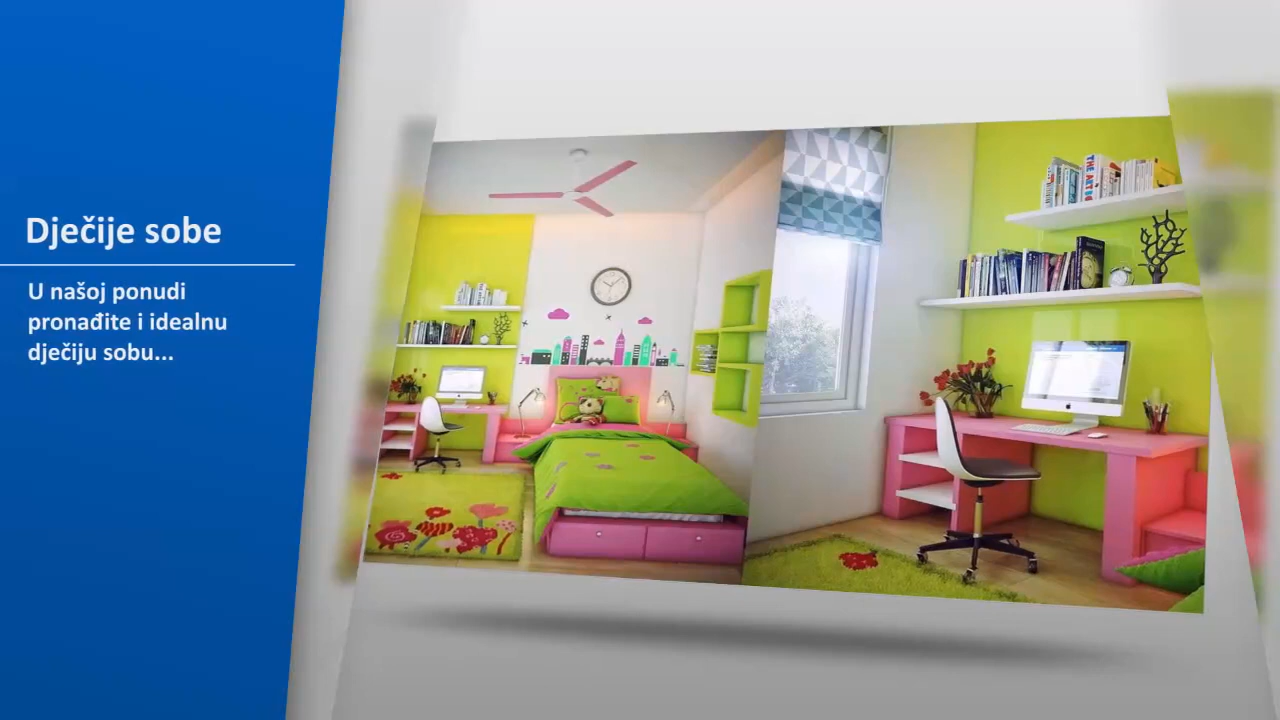 Dječije sobe
U našoj ponudi
pronađite i idealnu
dječiju sobu...